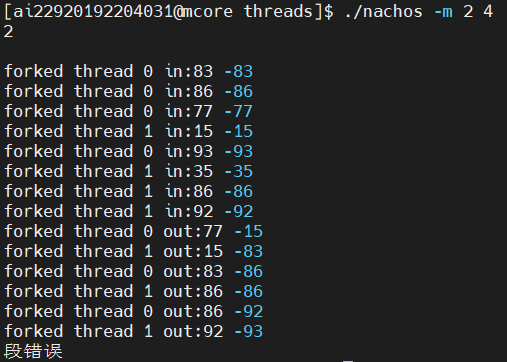 [ai22920192204031@mcore threads]$ ./nachos -m 2 4
2
forked thread 0 in:83 -83
forked thread 0 in:86 -86
forked thread 0 in:77 -77
forked thread 1 in:15 -15
forked thread 0 in:93 -93
forked thread 1 in:35 -35
forked thread 1 in:86 -86
forked thread 1 in:92 -92
forked thread 0 out:77 -15
forked thread 1 out:15 -83
forked thread 0 out:83 -86
forked thread 1 out:86 -86
forked thread 0 out:86 -92
forked thread 1 out:92 -93
段错误